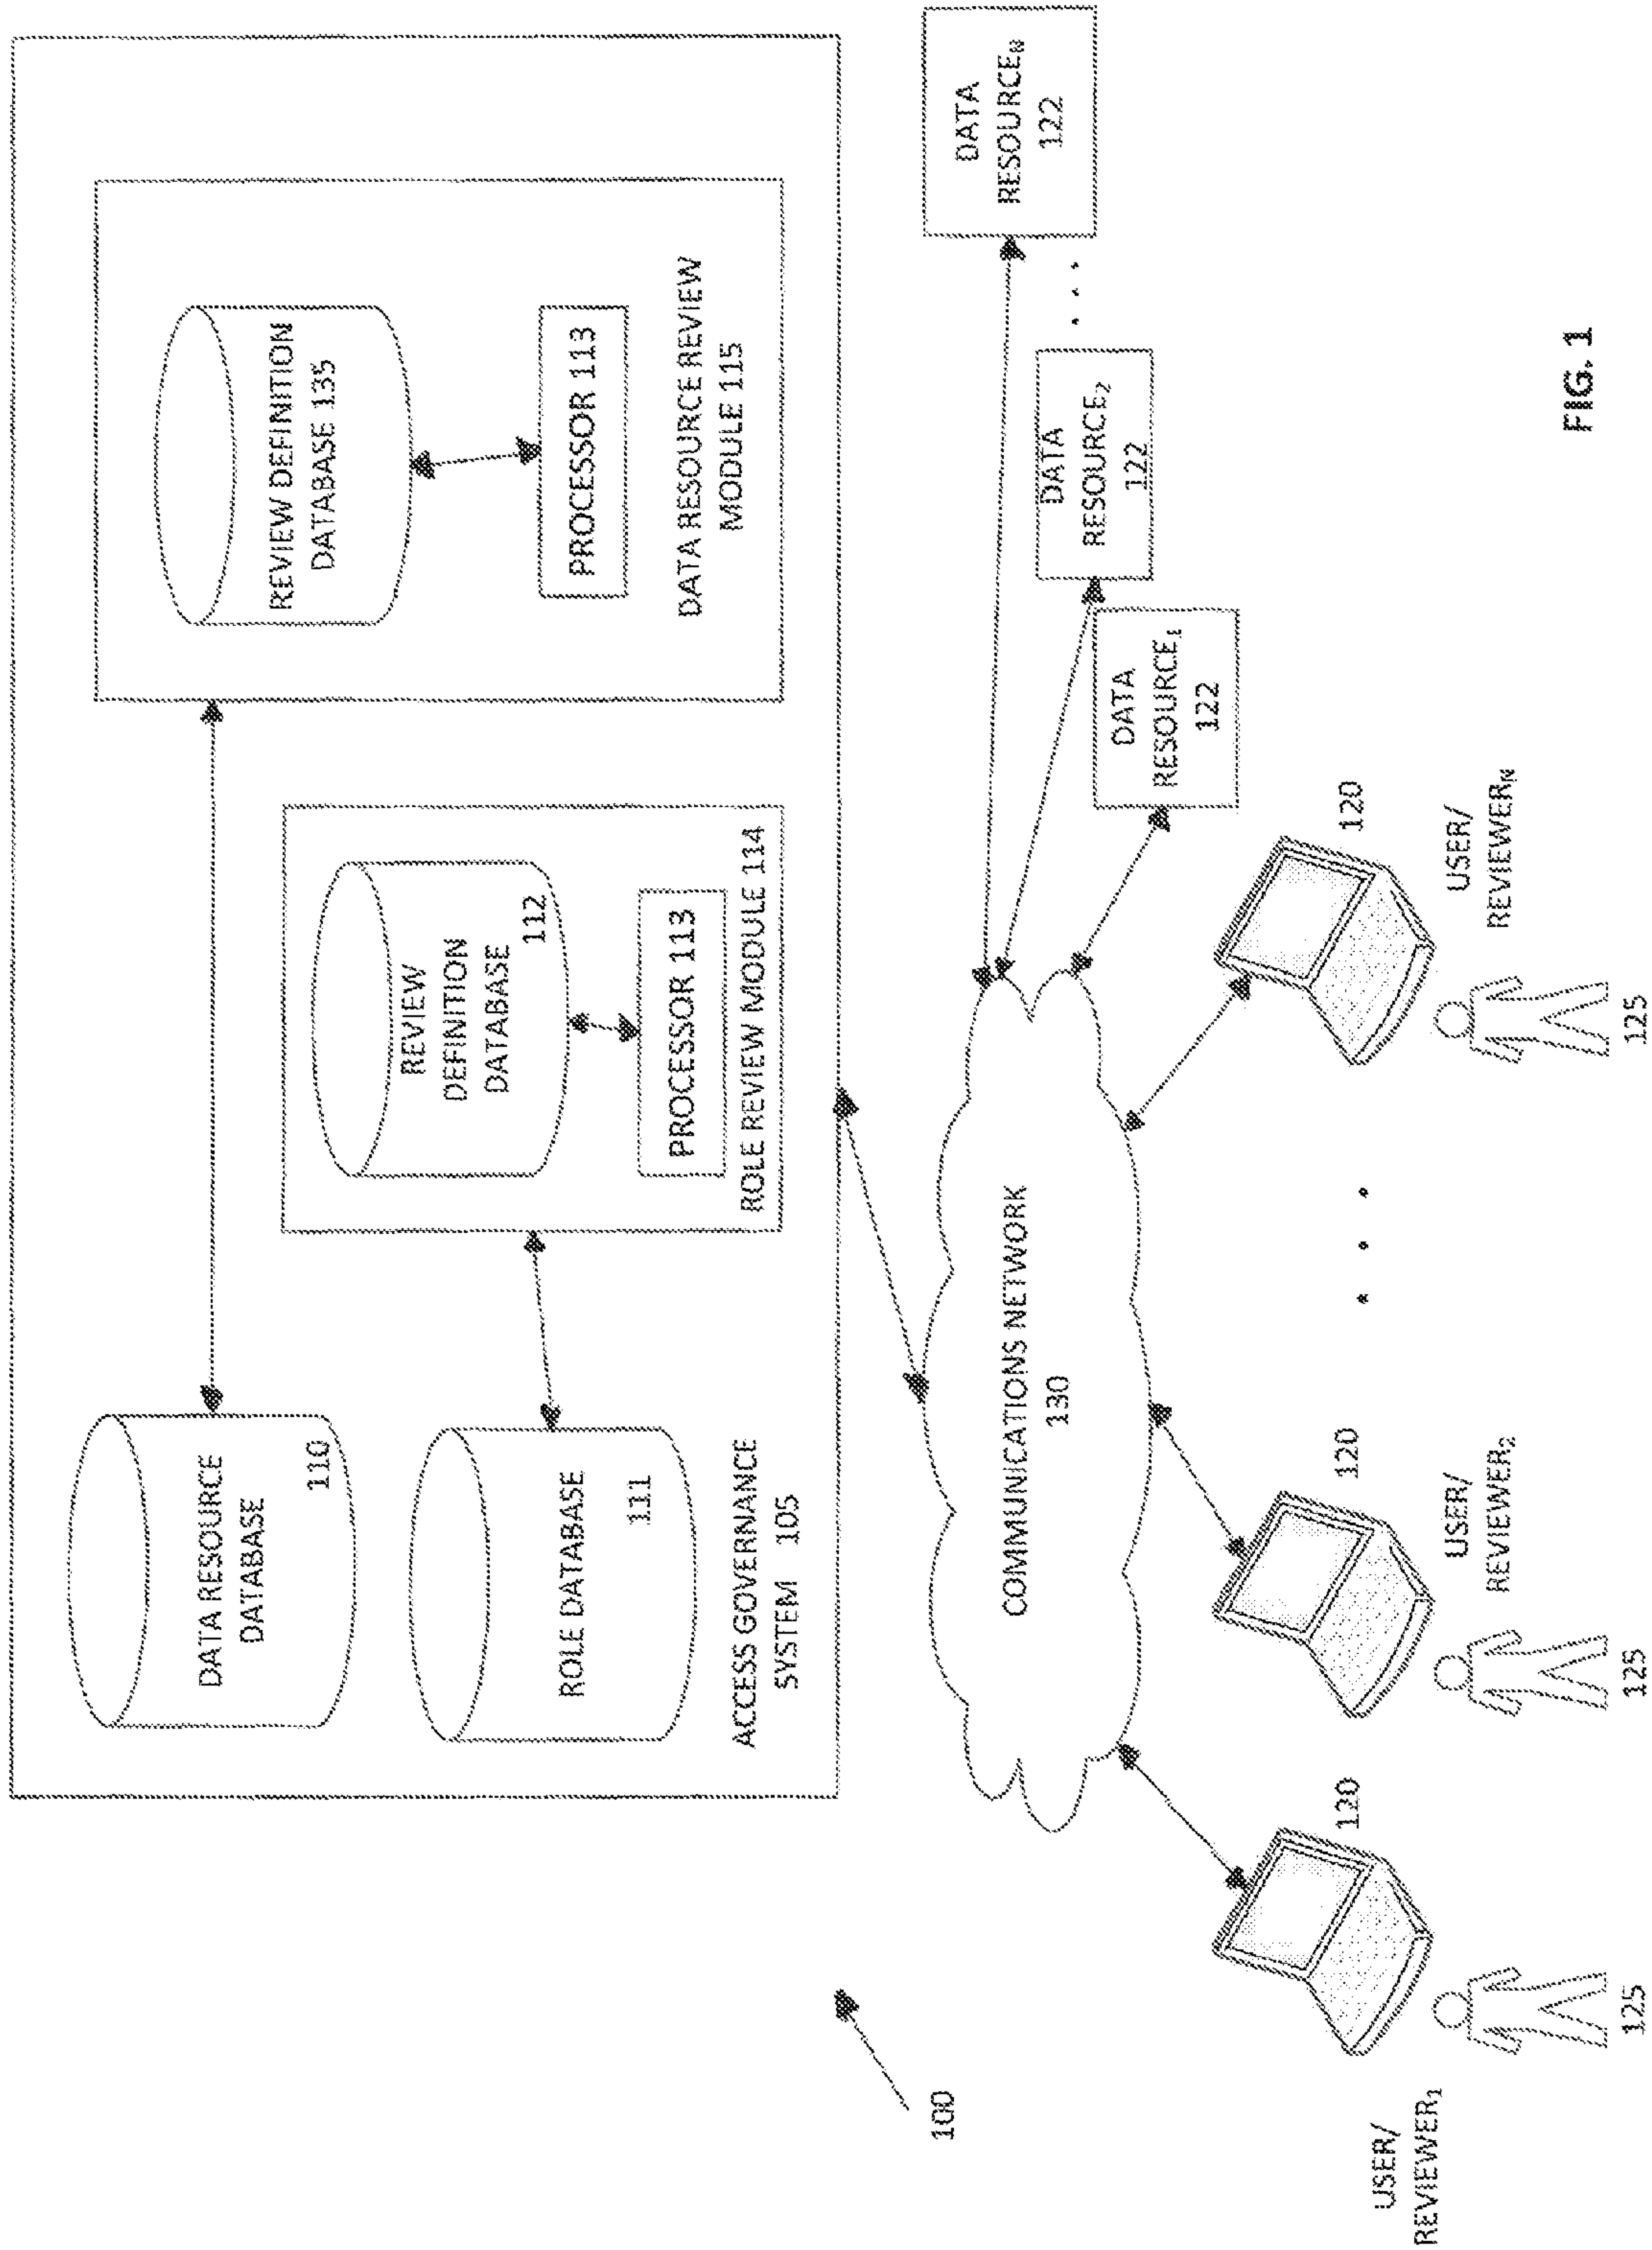 DATA RESOURCE
DATABASE
110
ROLE DATABASE
111
ACCESS GOVERNANCE
SYSTEM 105
REVIEW
DEFINITION
DATABASE
112
PROCESSOR 113
ROLE REVIEW MODULE 114
REVIEW DEFINITION
DATABASE 135
PROCESSOR 113
DATA RESOURCE REVIEW
MODULE 115
100
COMMUNICATIONS NETWORK
130
DATA
RESOURCE₁
122
DATA
RESOURCE₂
122
. . .
DATA
RESOURCE_N
122
USER/
REVIEWER₁
120
125
USER/
REVIEWER₂
120
125
. . .
USER/
REVIEWER_N
120
125
FIG. 1